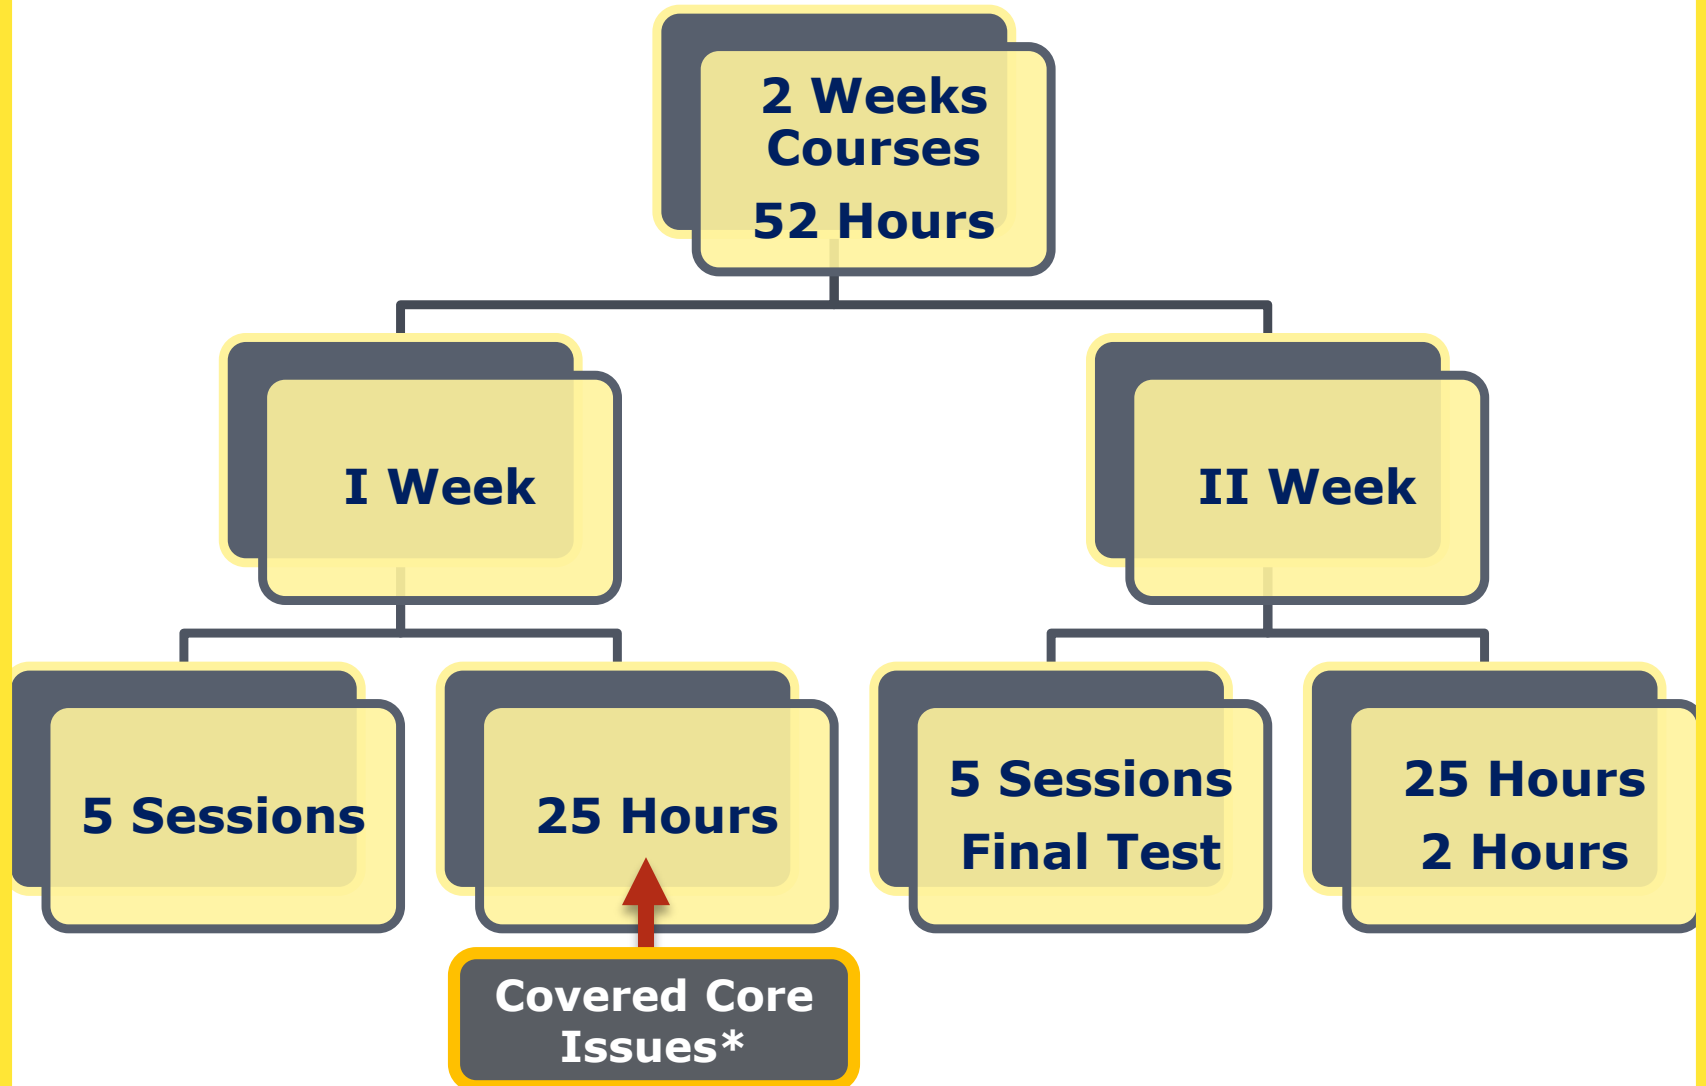 2 Weeks
Courses
52 Hours
I Week
II Week
5 Sessions
25 Hours
5 Sessions
Final Test
25 Hours
2 Hours
Covered Core
Issues*